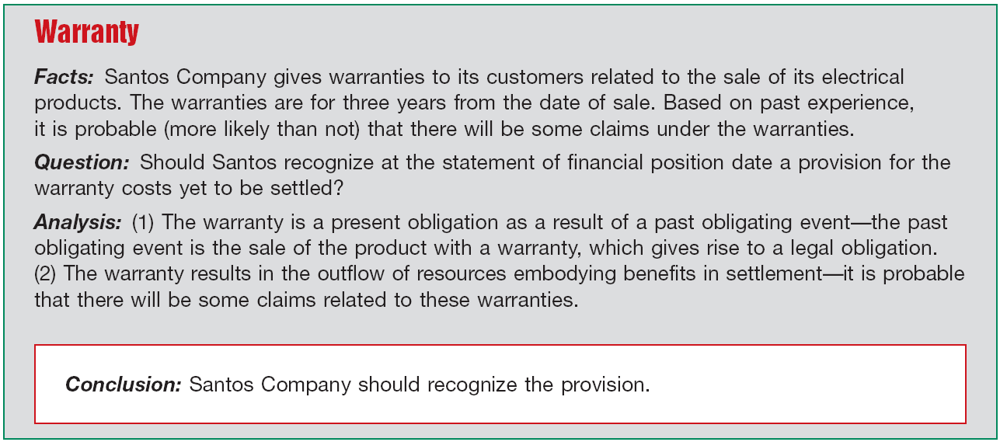 Warranty
Facts: Santos Company gives warranties to its customers related to the sale of its electrical
products. The warranties are for three years from the date of sale. Based on past experience,
it is probable (more likely than not) that there will be some claims under the warranties.
Question: Should Santos recognize at the statement of financial position date a provision for the
warranty costs yet to be settled?
Analysis: (1) The warranty is a present obligation as a result of a past obligating event—the past
obligating event is the sale of the product with a warranty, which gives rise to a legal obligation.
(2) The warranty results in the outflow of resources embodying benefits in settlement—it is probable
that there will be some claims related to these warranties.
Conclusion: Santos Company should recognize the provision.